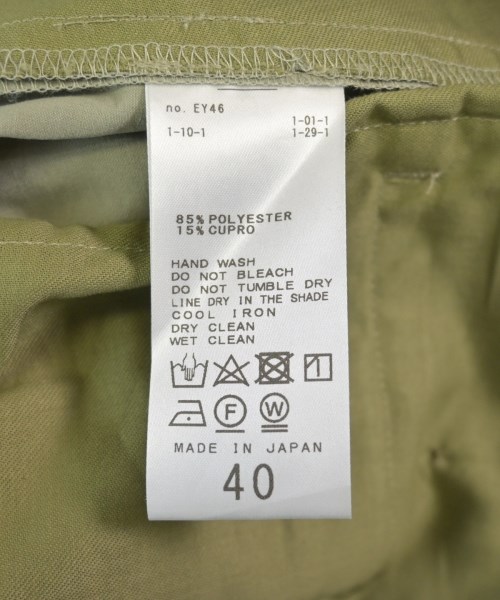 no. EY46
1-10-1 1-01-1
1-29-1
85% POLYESTER
15% CUPRO
HAND WASH
DO NOT BLEACH
DO NOT TUMBLE DRY
LINE DRY IN THE SHADE
COOL IRON
DRY CLEAN
WET CLEAN
F W
MADE IN JAPAN
40